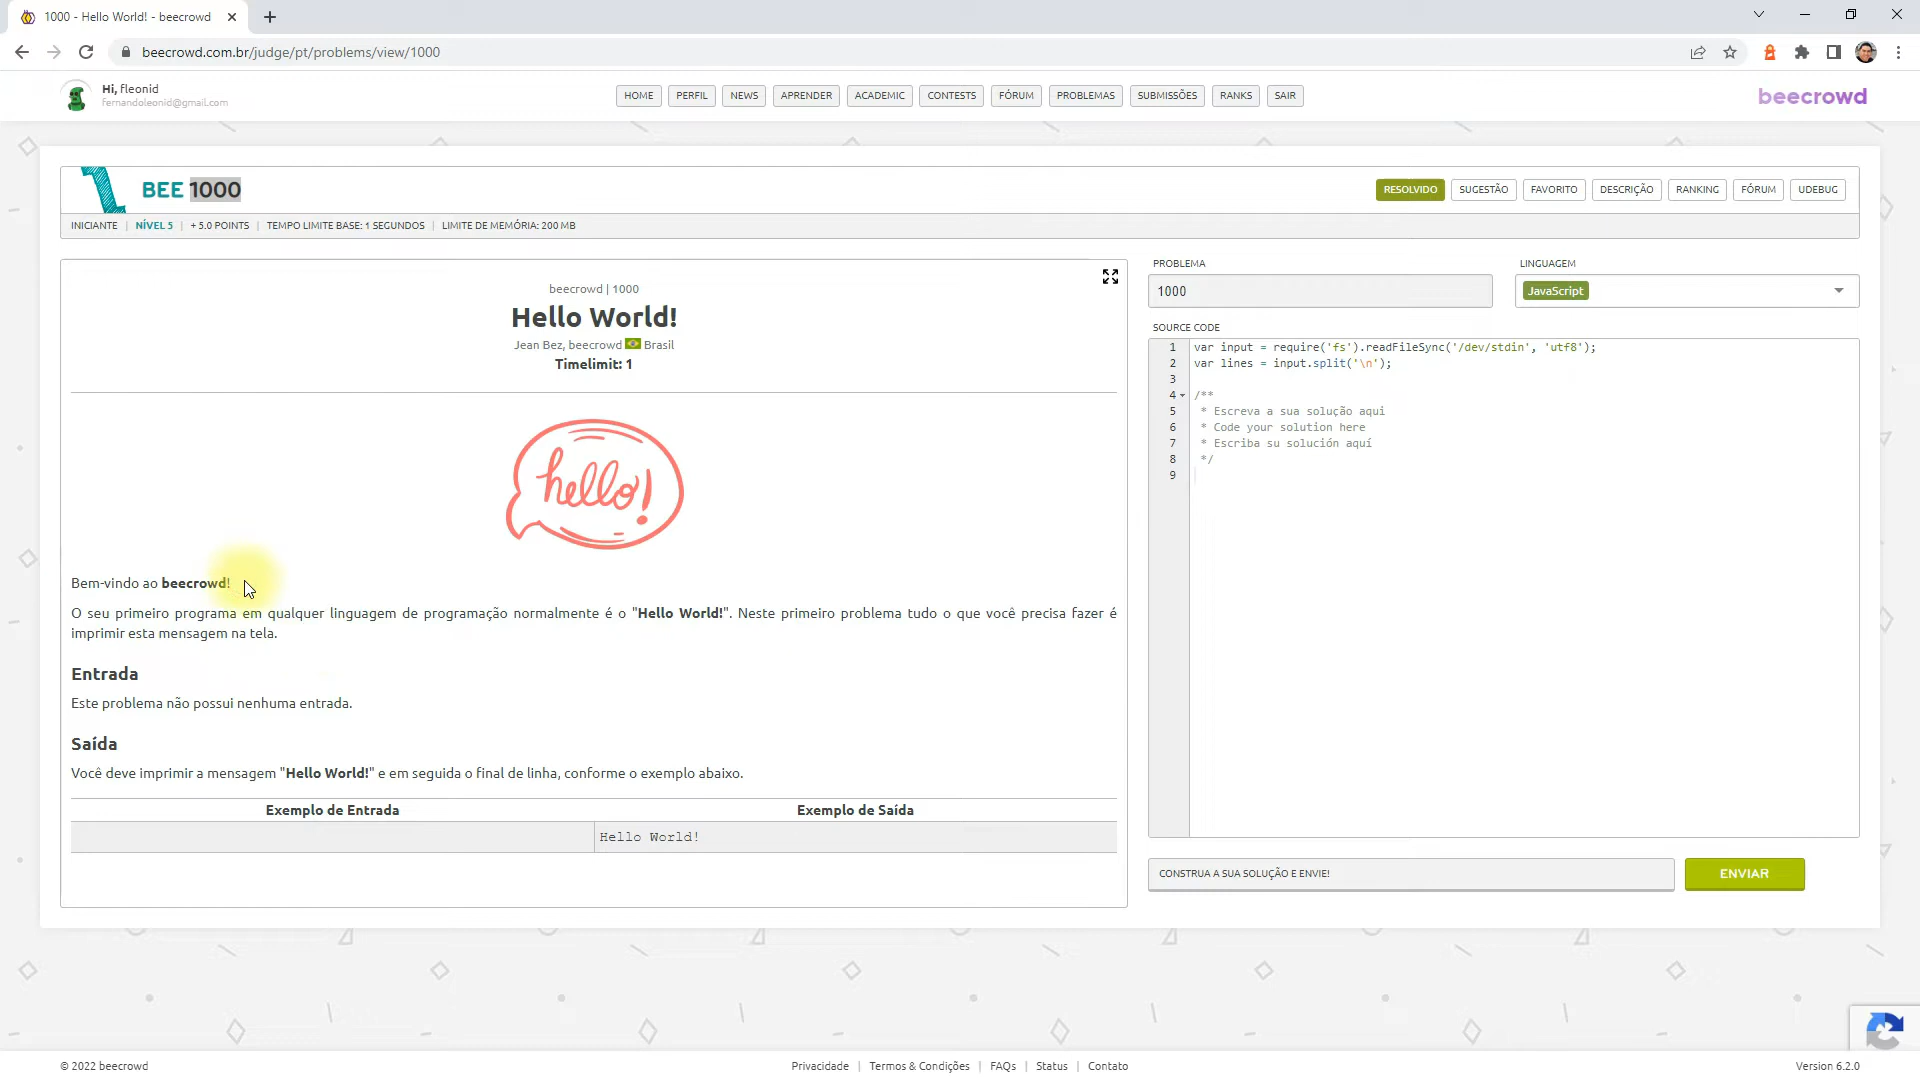 1000 - Hello World! - beecrowd
beecrowd.com.br/judge/pt/problems/view/1000
Hi, fleonid
fernandoleonid@gmail.com
HOME PERFIL NEWS APRENDER ACADEMIC CONTESTS FÓRUM PROBLEMAS SUBMISSÕES RANKS SAIR
beecrowd
BEE 1000
RESOLVIDO SUGESTÃO FAVORITO DESCRIÇÃO RANKING FÓRUM UDEBUG
INICIANTE | NÍVEL 5 | + 5.0 POINTS | TEMPO LIMITE BASE: 1 SEGUNDOS | LIMITE DE MEMÓRIA: 200 MB
beecrowd | 1000
Hello World!
Jean Bez, beecrowd Brasil
Timelimit: 1
hello!
Bem-vindo ao beecrowd!
O seu primeiro programa em qualquer linguagem de programação normalmente é o "Hello World!". Neste primeiro problema tudo o que você precisa fazer é
imprimir esta mensagem na tela.
Entrada
Este problema não possui nenhuma entrada.
Saída
Você deve imprimir a mensagem "Hello World!" e em seguida o final de linha, conforme o exemplo abaixo.
Exemplo de Entrada Exemplo de Saída
Hello World!
PROBLEMA
1000
LINGUAGEM
JavaScript
SOURCE CODE
1 var input = require('fs').readFileSync('/dev/stdin', 'utf8');
2 var lines = input.split('\n');
3
4 /**
5 * Escreva a sua solução aqui
6 * Code your solution here
7 * Escriba su solución aquí
8 */
9
CONSTRUA A SUA SOLUÇÃO E ENVIE!
ENVIAR
© 2022 beecrowd
Privacidade | Termos & Condições | FAQs | Status | Contato
Version 6.2.0